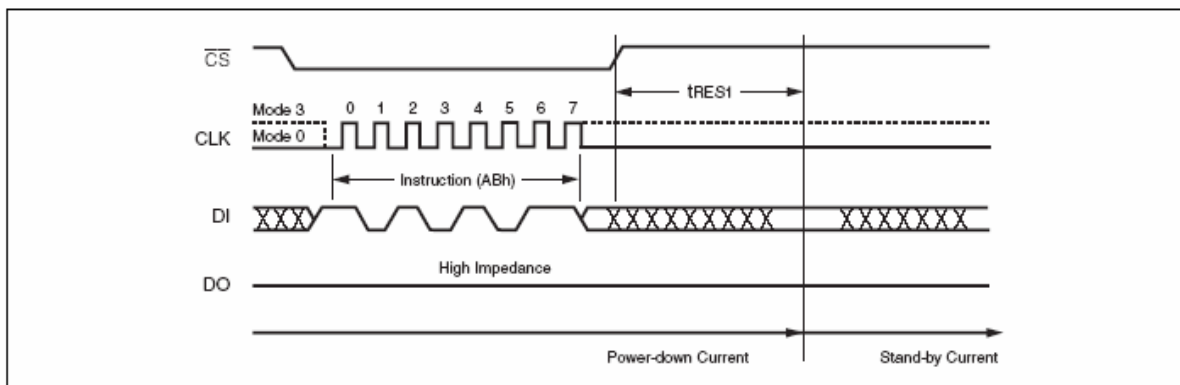 CS
tRES1
Mode 3
0 1 2 3 4 5 6 7
CLK
Mode 0
Instruction (ABh)
DI
High Impedance
DO
Power-down Current
Stand-by Current